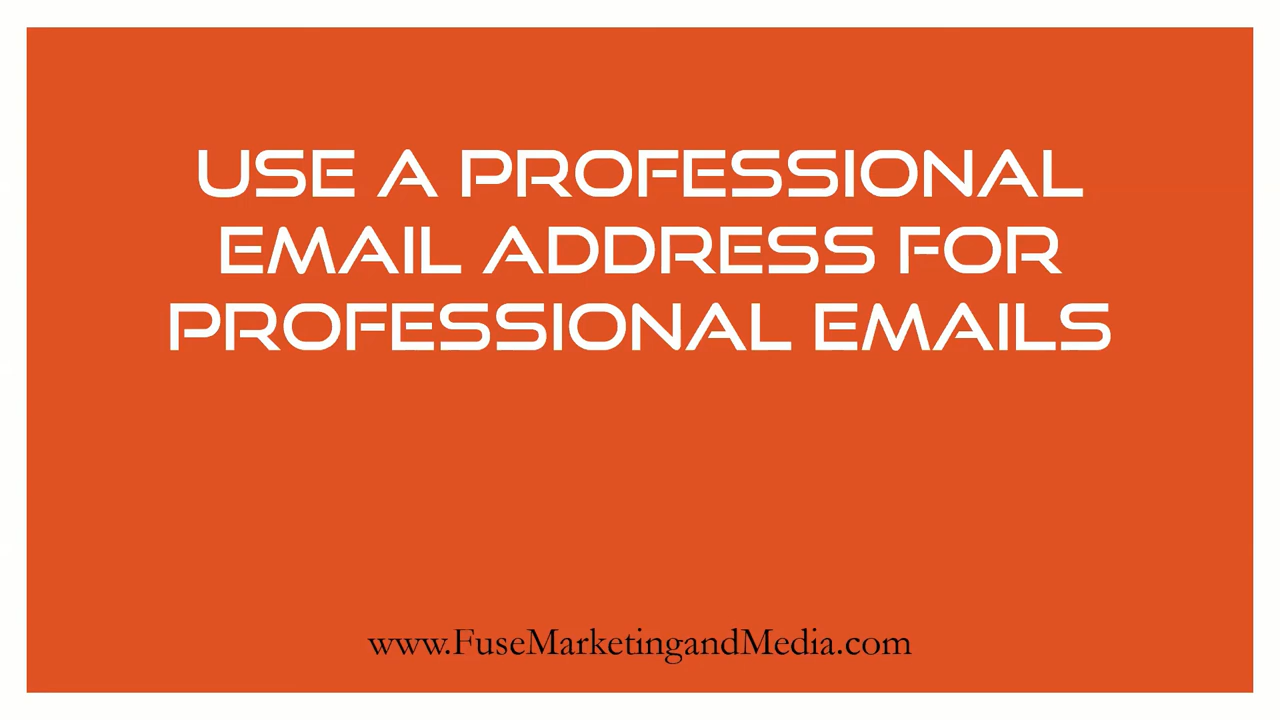 USE A PROFESSIONAL
EMAIL ADDRESS FOR
PROFESSIONAL EMAILS
www.FuseMarketingandMedia.com